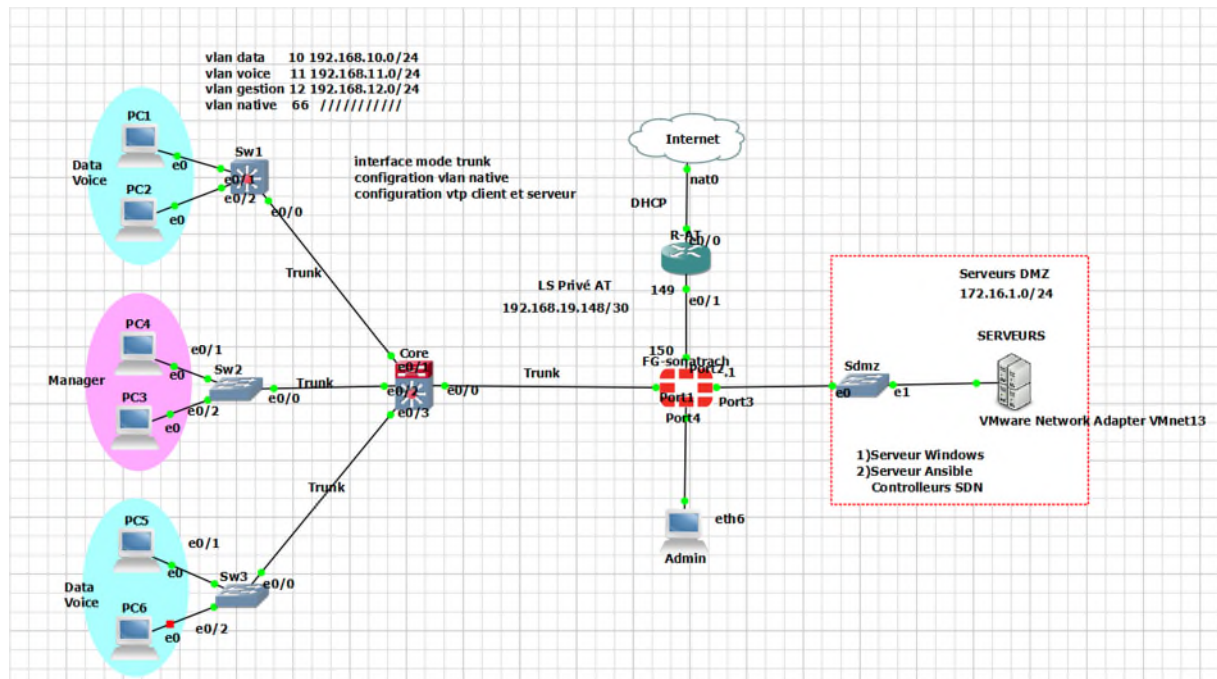 vlan data 10 192.168.10.0/24
vlan voice 11 192.168.11.0/24
vlan gestion 12 192.168.12.0/24
vlan native 66 ///////////
PC1
e0
Data
Voice
PC2
e0
Sw1
e0/1
e0/2
e0/0
interface mode trunk
configration vlan native
configuration vtp client et serveur
Trunk
Internet
nat0
DHCP
R-AT
e0/0
LS Privé AT
149
e0/1
192.168.19.148/30
Serveurs DMZ
172.16.1.0/24
SERVEURS
PC4
e0/1
e0
Manager
PC3
e0
e0/2
Sw2
e0/0
Trunk
Core
e0/1
e0/2
e0/0
e0/3
Trunk
150
FG-sonatrach
Port2
.1
Port1
Port3
Port4
Sdmz
e0
e1
VMware Network Adapter VMnet13
1)Serveur Windows
2)Serveur Ansible
Controlleurs SDN
Trunk
eth6
Admin
PC5
e0/1
e0
Data
Voice
PC6
e0
e0/2
Sw3
e0/0